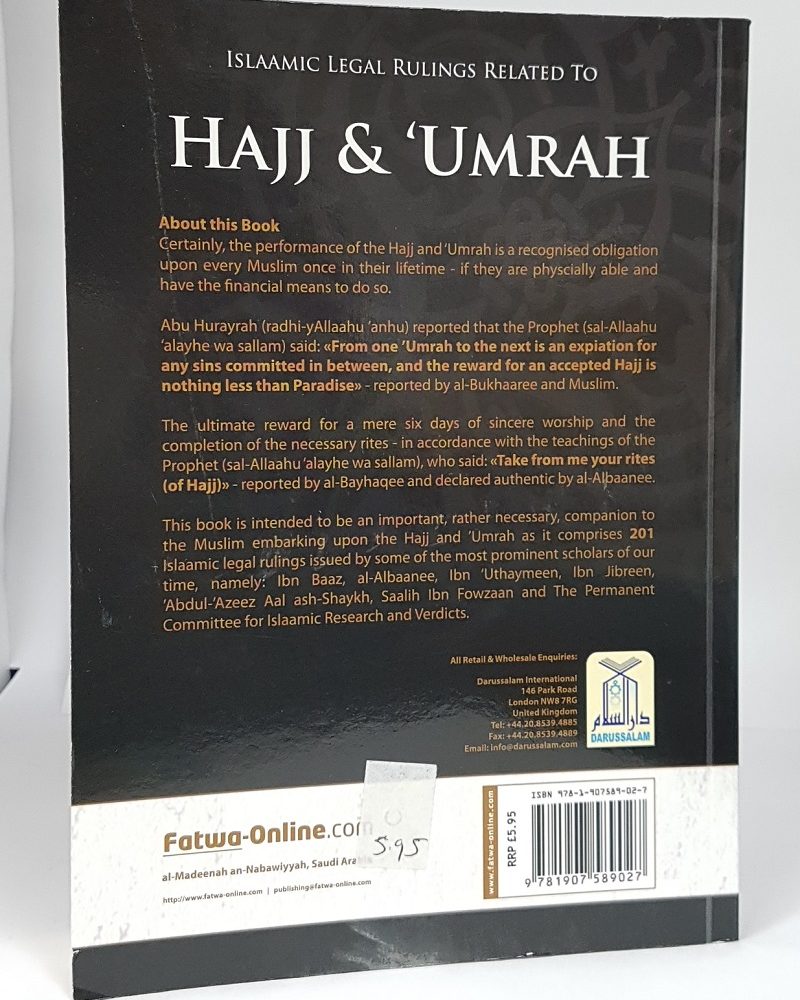 ISLAAMIC LEGAL RULINGS RELATED TO
HAJJ & ‘UMRAH
About this Book
Certainly, the performance of the Hajj and ‘Umrah is a recognised obligation
upon every Muslim once in their lifetime - if they are physcially able and
have the financial means to do so.
Abu Hurayrah (radhi-yAllaahu ‘anhu) reported that the Prophet (sal-Allaahu
‘alayhe wa sallam) said: «From one ‘Umrah to the next is an expiation for
any sins committed in between, and the reward for an accepted Hajj is
nothing less than Paradise» - reported by al-Bukhaaree and Muslim.
The ultimate reward for a mere six days of sincere worship and the
completion of the necessary rites - in accordance with the teachings of the
Prophet (sal-Allaahu ‘alayhe wa sallam), who said: «Take from me your rites
(of Hajj)» - reported by al-Bayhaqee and declared authentic by al-Albaanee.
This book is intended to be an important, rather necessary, companion to
the Muslim embarking upon the Hajj and ‘Umrah as it comprises 201
Islaamic legal rulings issued by some of the most prominent scholars of our
time, namely: Ibn Baaz, al-Albaanee, Ibn ‘Uthaymeen, Ibn Jibreen,
‘Abdul-‘Azeez Aal ash-Shaykh, Saalih Ibn Fowzaan and The Permanent
Committee for Islaamic Research and Verdicts.
All Retail & Wholesale Enquiries:
Darussalam International
146 Park Road
London NW8 7RG
United Kingdom
Tel: +44.20.8539.4885
Fax: +44.20.8539.4889
Email: info@darussalam.com
دار السلام
DARUSSALAM
Fatwa-Online.com
5.95
al-Madeenah an-Nabawiyyah, Saudi Arabia
http://www.fatwa-online.com | publishing@fatwa-online.com
www.fatwa-online.com
RRP £5.95
ISBN 978-1-907589-02-7
9 781907 589027